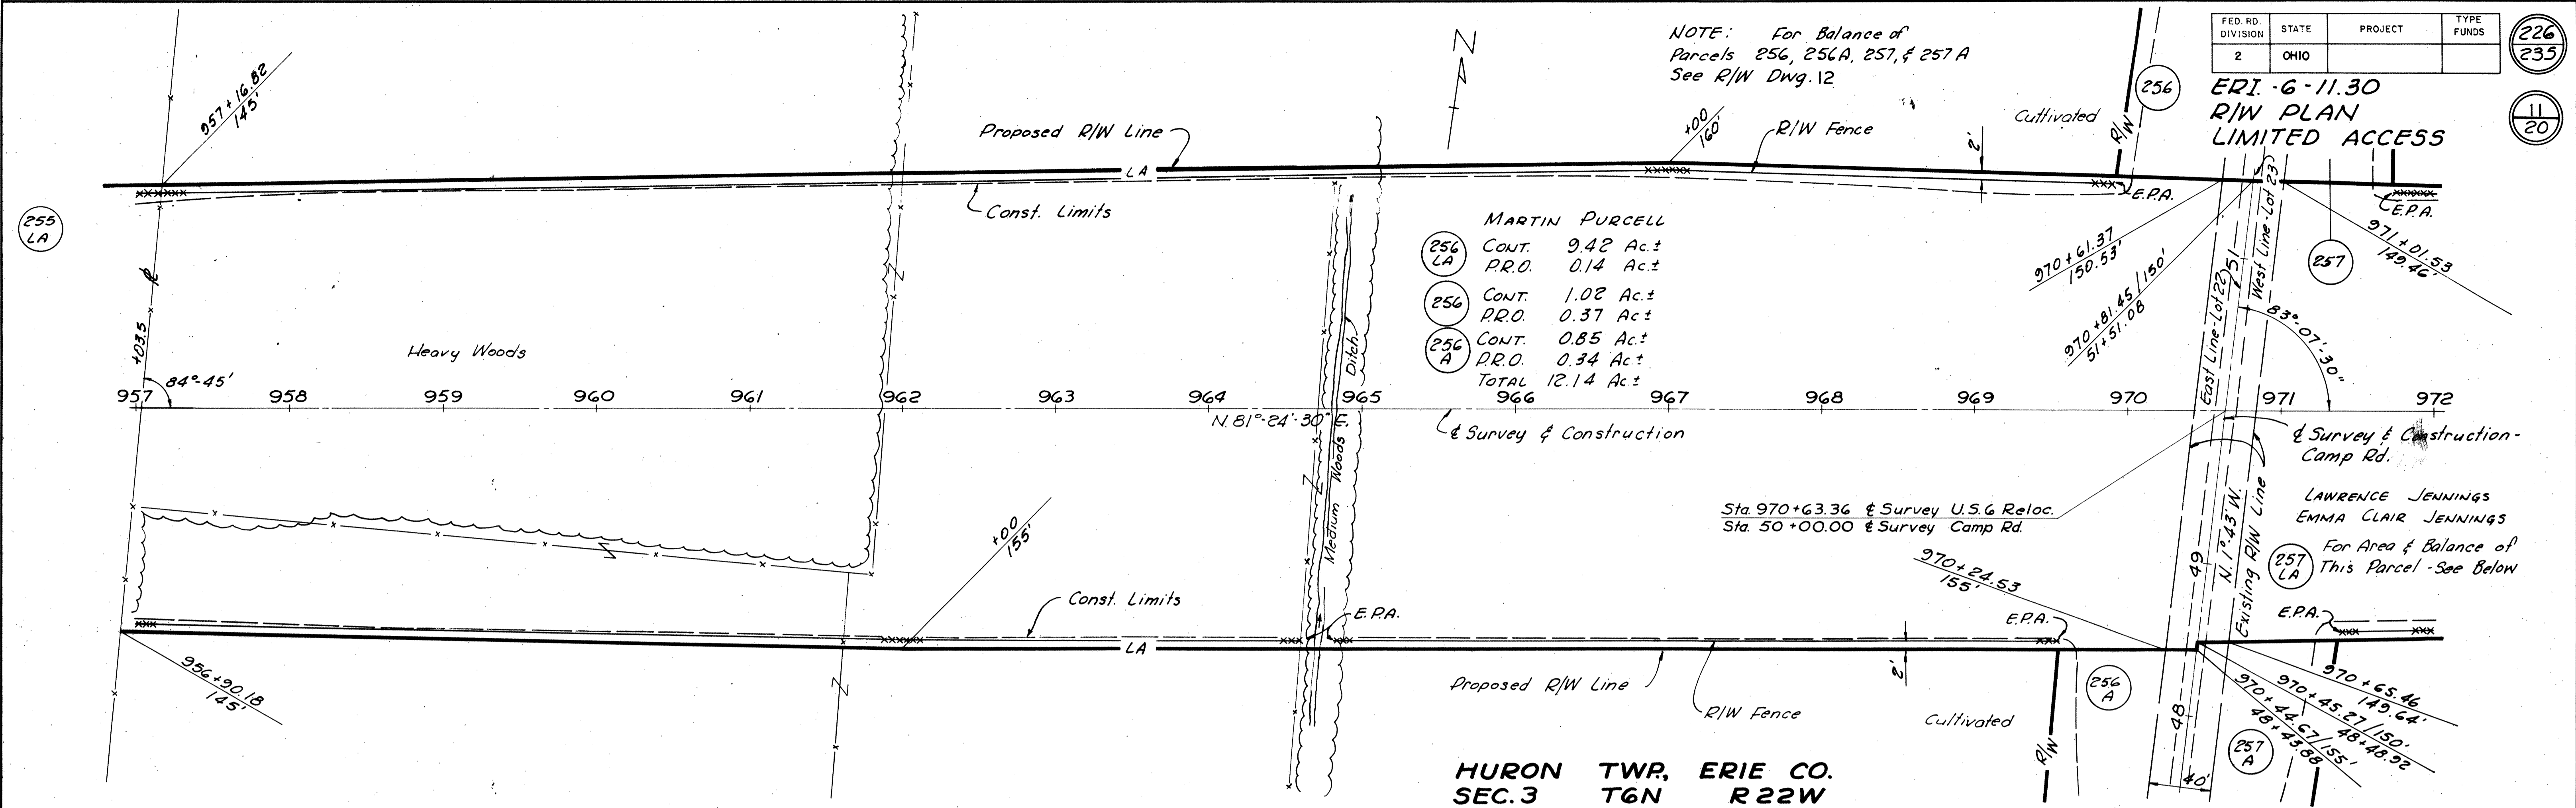 957+16.82
145'
NOTE: For Balance of
Parcels 256, 256A, 257, & 257 A
See R/W Dwg. 12
FED. RD. DIVISION STATE PROJECT TYPE FUNDS
2 OHIO
226
235
ERI. -6 -11.30
R/W PLAN
LIMITED ACCESS
11
20
N
256
R/W
Cultivated
+00
160'
R/W Fence
Proposed R/W Line
LA
2'
E.P.A.
E.P.A.
Const. Limits
255
LA
MARTIN PURCELL
256 LA CONT. 9.42 Ac.±
P.R.O. 0.14 Ac.±
256 CONT. 1.02 Ac.±
P.R.O. 0.37 Ac ±
256 A CONT. 0.85 Ac.±
P.R.O. 0.34 Ac.±
TOTAL 12.14 Ac.±
970+61.37
150.53'
970+81.45/150'
51+51.08
East Line-Lot 22
51
West Line-Lot 23
257
971+01.53
149.46'
83°-07'-30"
+03.5
Heavy Woods
84°-45'
Ditch
957 958 959 960 961 962 963 964 965 966 967 968 969 970 971 972
N. 81°-24'-30" E.
℄ Survey & Construction
℄ Survey & Construction-
Camp Rd.
Medium Woods
Sta. 970+63.36 ℄ Survey U.S.6 Reloc.
Sta. 50+00.00 ℄ Survey Camp Rd.
LAWRENCE JENNINGS
EMMA CLAIR JENNINGS
257 LA For Area & Balance of
This Parcel - See Below
49
N. 1°-43' W.
Existing R/W Line
+00
155'
970+24.53
155'
Const. Limits
E.P.A.
E.P.A.
E.P.A.
LA
956+90.18
145'
Proposed R/W Line
R/W Fence
2'
Cultivated
R/W
256
A
48
40'
970+65.46
149.64'
970+45.27/150'
48+48.92
970+44.67/155'
48+43.88
257
A
HURON TWP., ERIE CO.
SEC. 3 T6N R22W